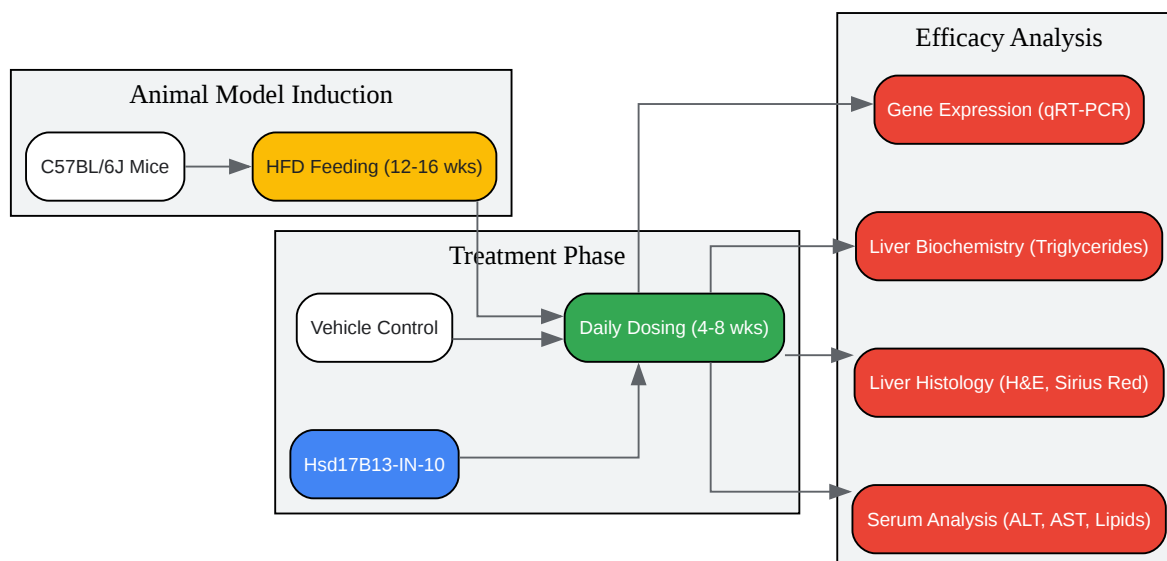 Animal Model Induction
C57BL/6J Mice
HFD Feeding (12-16 wks)
Treatment Phase
Vehicle Control
Daily Dosing (4-8 wks)
Hsd17B13-IN-10
Efficacy Analysis
Gene Expression (qRT-PCR)
Liver Biochemistry (Triglycerides)
Liver Histology (H&E, Sirius Red)
Serum Analysis (ALT, AST, Lipids)